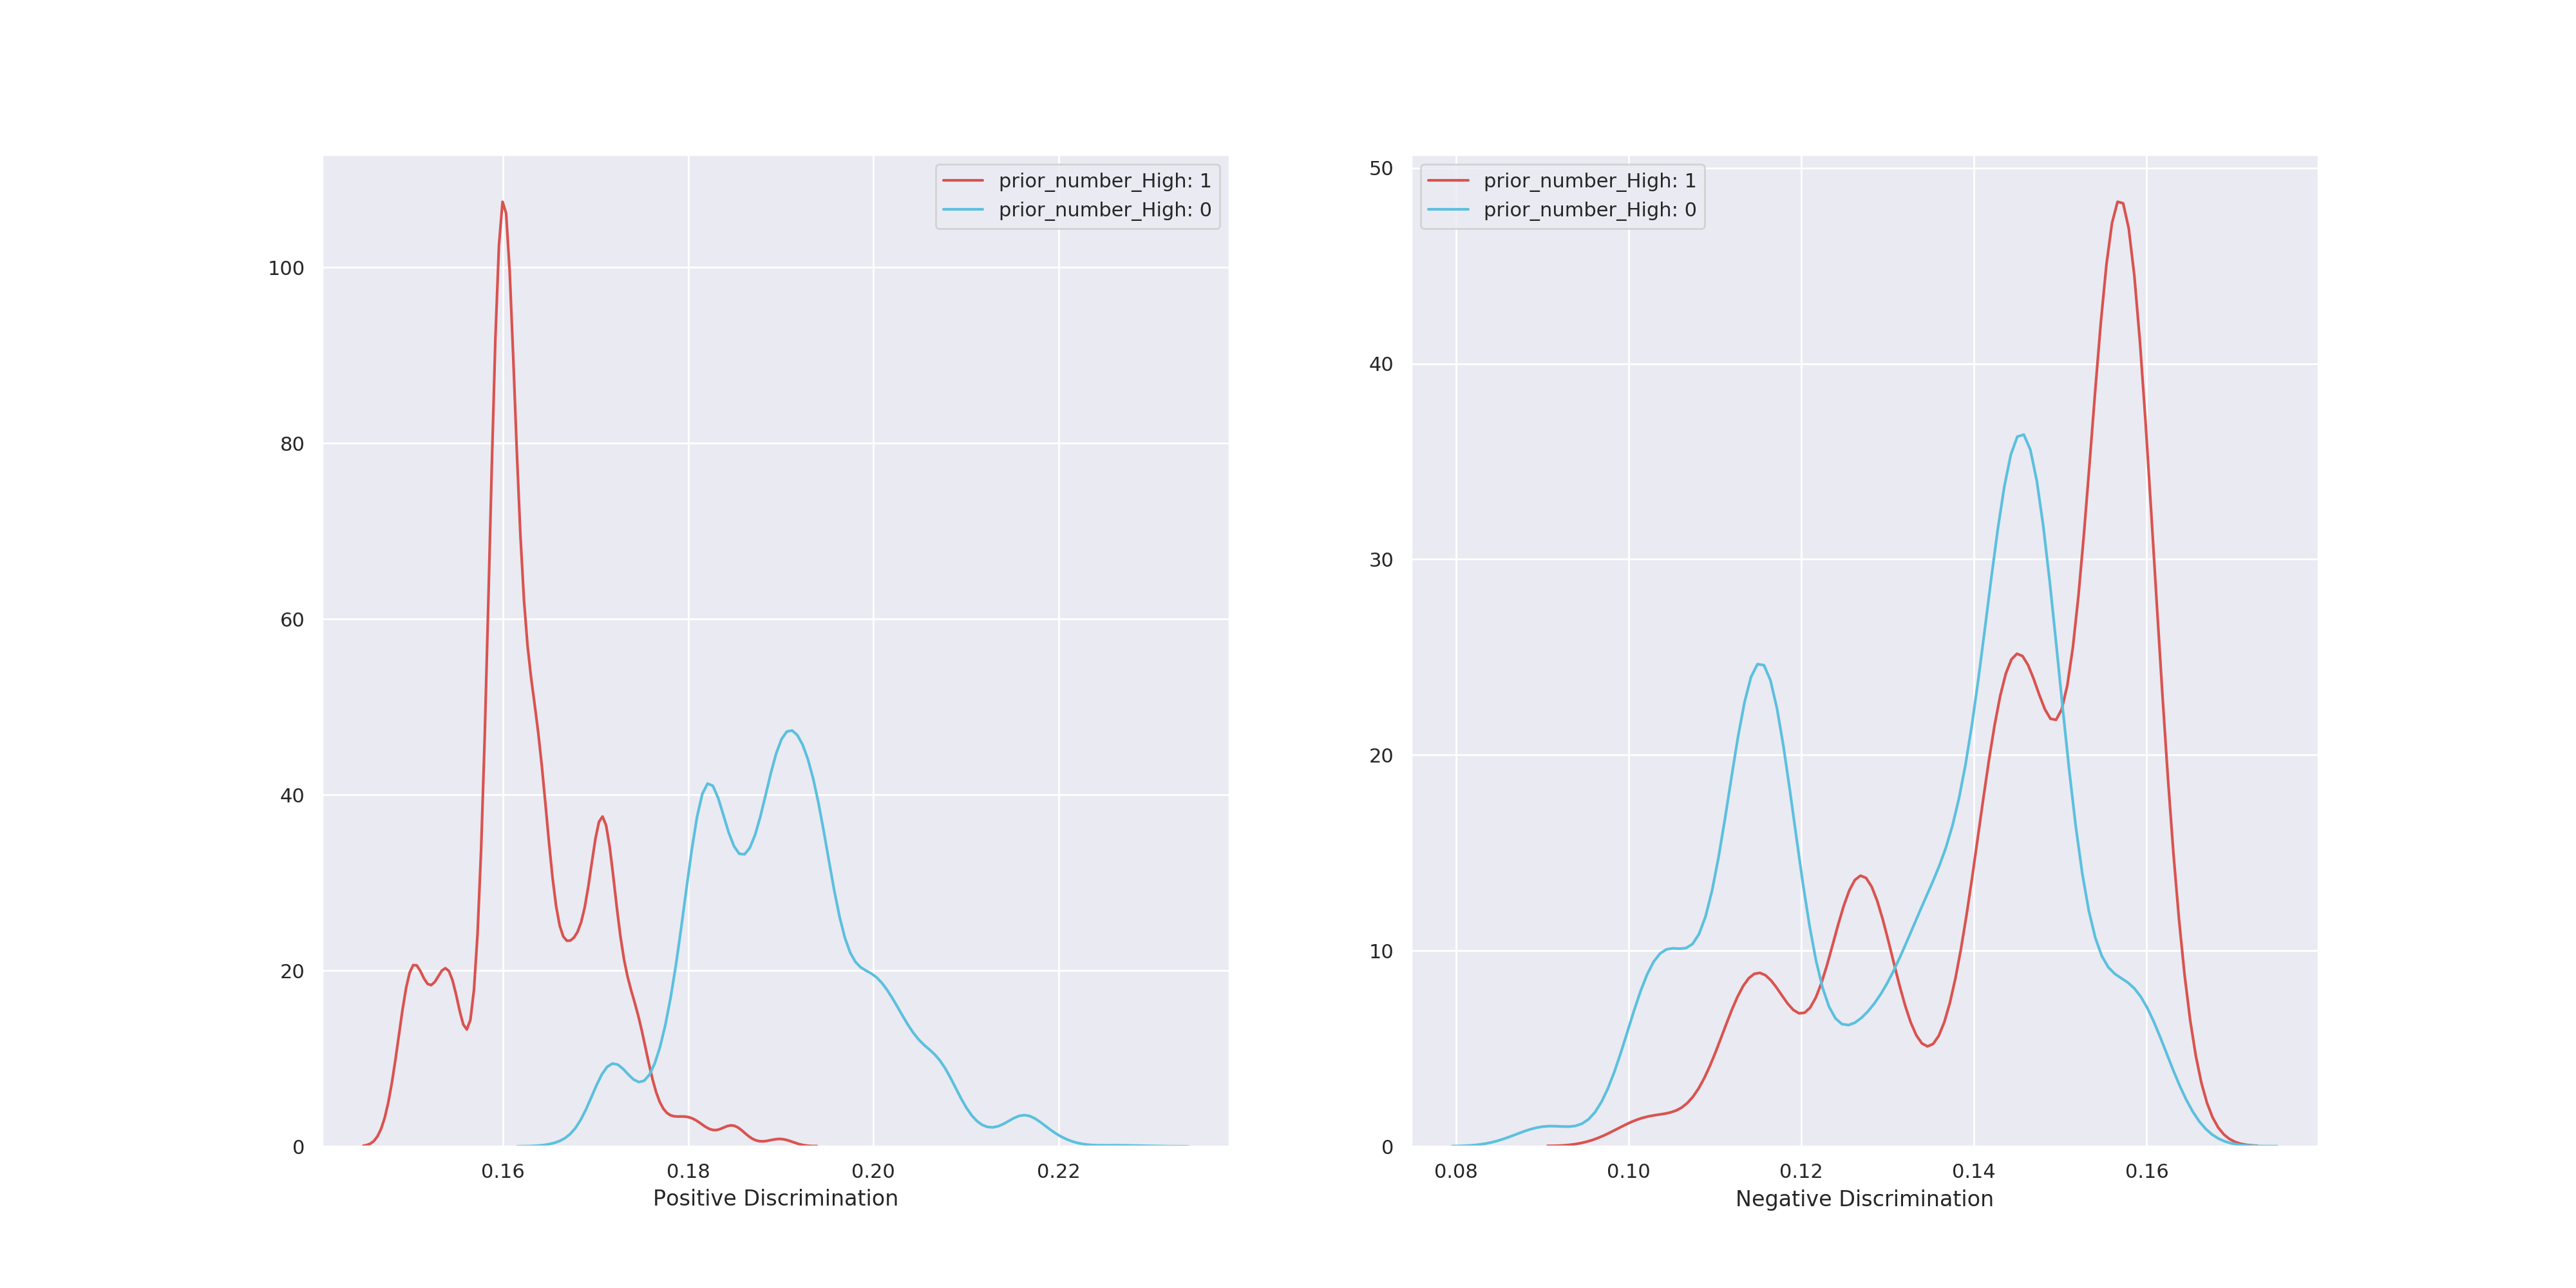 prior_number_High: 1
prior_number_High: 0
100
80
60
40
20
0
0.16 0.18 0.20 0.22
Positive Discrimination
prior_number_High: 1
prior_number_High: 0
50
40
30
20
10
0
0.08 0.10 0.12 0.14 0.16
Negative Discrimination